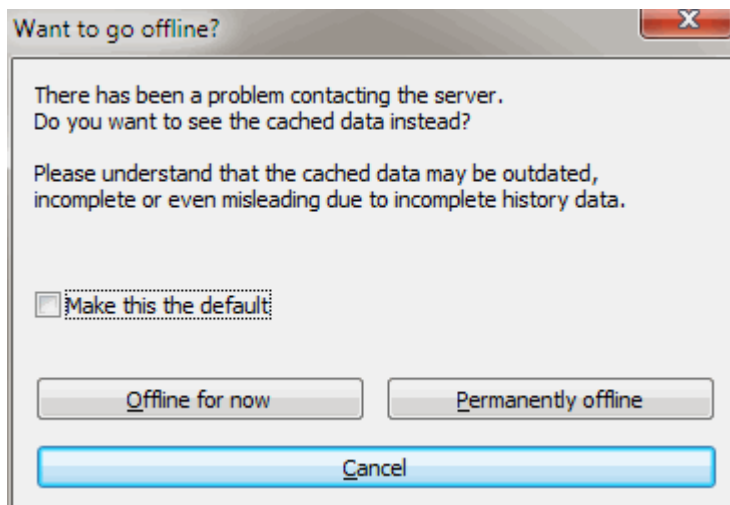 Want to go offline?
There has been a problem contacting the server.
Do you want to see the cached data instead?
Please understand that the cached data may be outdated,
incomplete or even misleading due to incomplete history data.
Make this the default
Offline for now
Permanently offline
Cancel